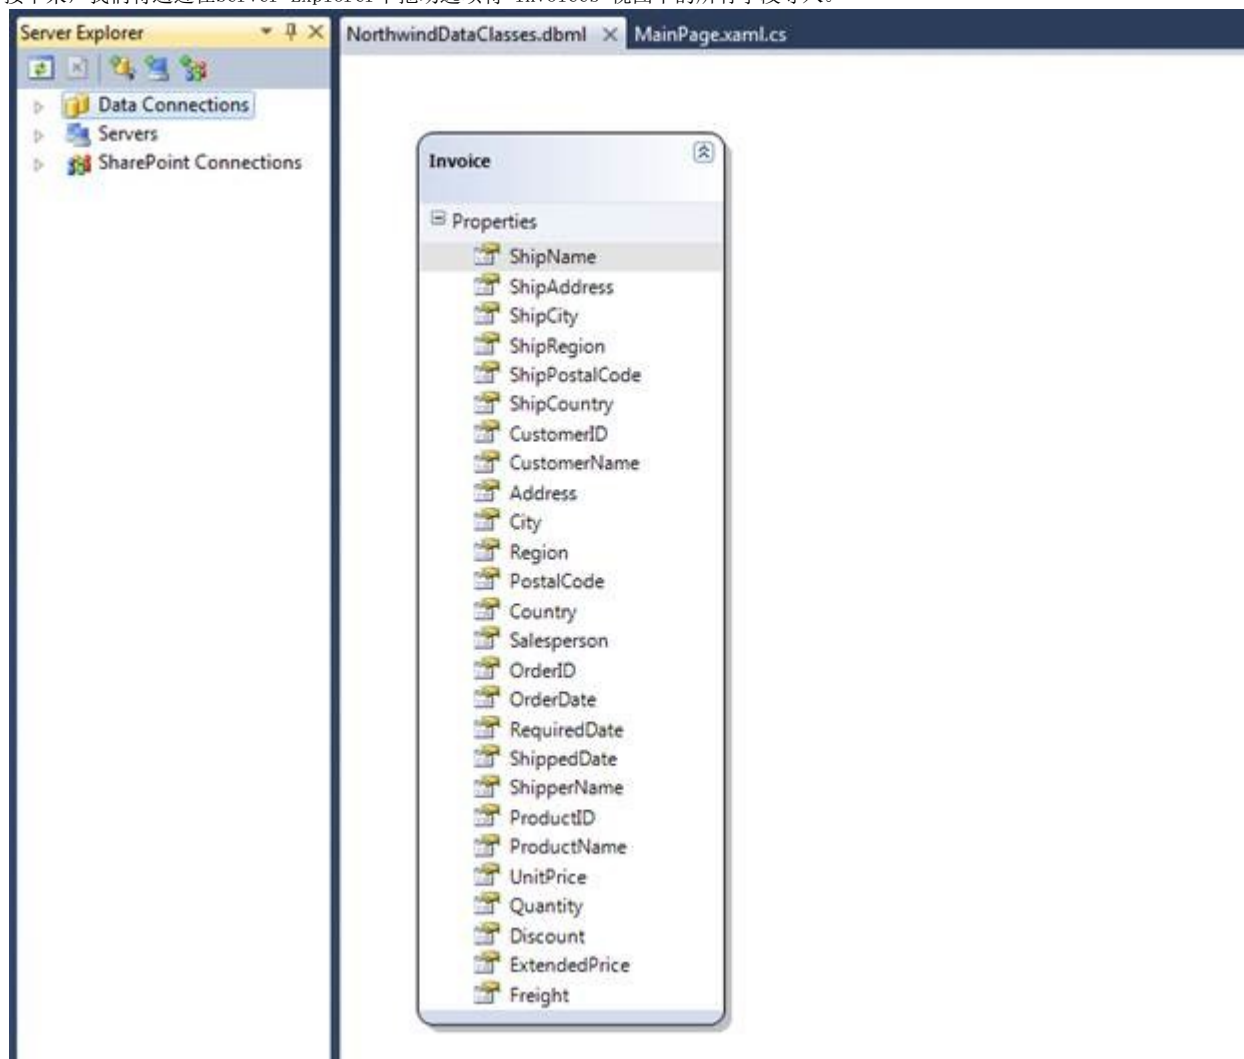 Server Explorer
NorthwindDataClasses.dbml
MainPage.xaml.cs
Data Connections
Servers
SharePoint Connections
Invoice
Properties
ShipName
ShipAddress
ShipCity
ShipRegion
ShipPostalCode
ShipCountry
CustomerID
CustomerName
Address
City
Region
PostalCode
Country
Salesperson
OrderID
OrderDate
RequiredDate
ShippedDate
ShipperName
ProductID
ProductName
UnitPrice
Quantity
Discount
ExtendedPrice
Freight